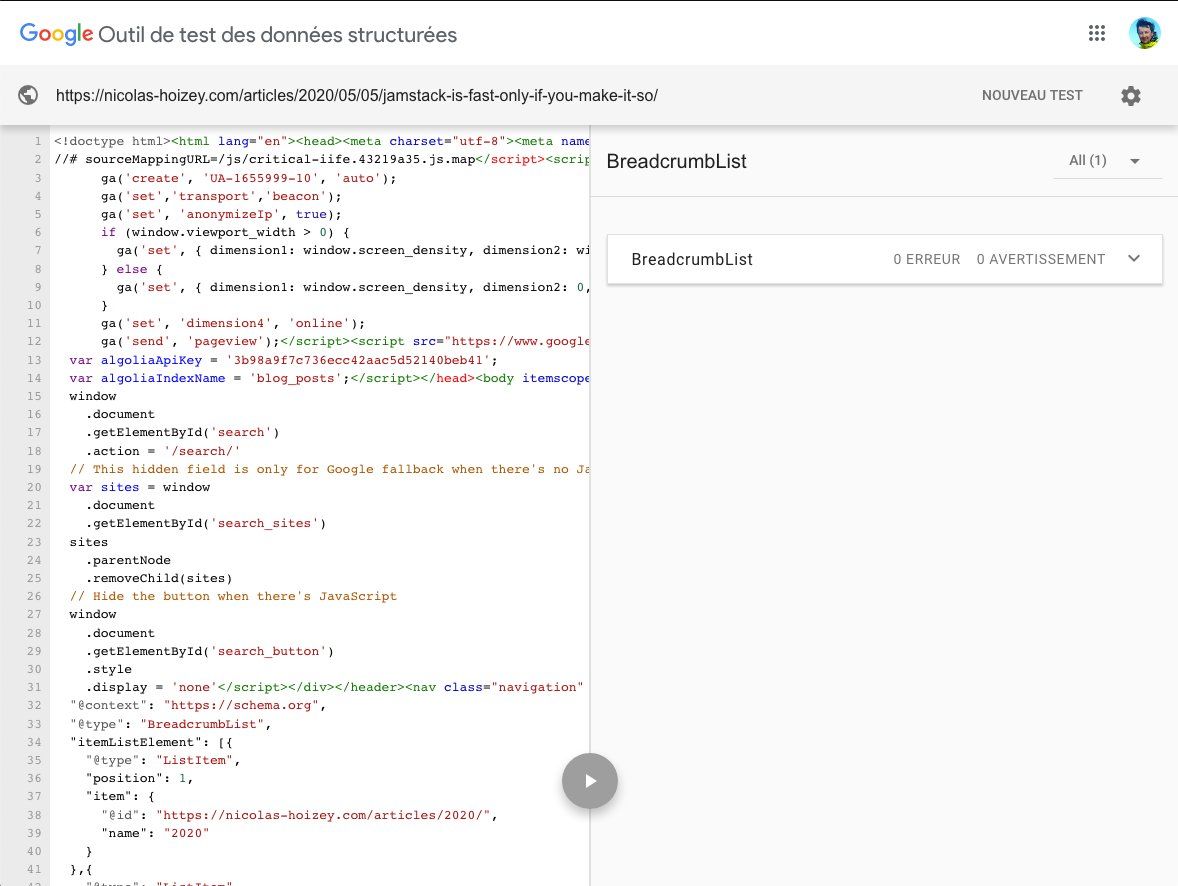 Google Outil de test des données structurées
https://nicolas-hoizey.com/articles/2020/05/05/jamstack-is-fast-only-if-you-make-it-so/ NOUVEAU TEST
1 <!doctype html><html lang="en"><head><meta charset="utf-8"><meta name
2 //# sourceMappingURL=/js/critical-iife.43219a35.js.map</script><scrip
3 ga('create', 'UA-1655999-10', 'auto');
4 ga('set','transport','beacon');
5 ga('set', 'anonymizeIp', true);
6 if (window.viewport_width > 0) {
7 ga('set', { dimension1: window.screen_density, dimension2: wi
8 } else {
9 ga('set', { dimension1: window.screen_density, dimension2: 0,
10 }
11 ga('set', 'dimension4', 'online');
12 ga('send', 'pageview');</script><script src="https://www.google
13 var algoliaApiKey = '3b98a9f7c736ecc42aac5d52140beb41';
14 var algoliaIndexName = 'blog_posts';</script></head><body itemscope
15 window
16 .document
17 .getElementById('search')
18 .action = '/search/'
19 // This hidden field is only for Google fallback when there's no Ja
20 var sites = window
21 .document
22 .getElementById('search_sites')
23 sites
24 .parentNode
25 .removeChild(sites)
26 // Hide the button when there's JavaScript
27 window
28 .document
29 .getElementById('search_button')
30 .style
31 .display = 'none'</script></div></header><nav class="navigation"
32 "@context": "https://schema.org",
33 "@type": "BreadcrumbList",
34 "itemListElement": [{
35 "@type": "ListItem",
36 "position": 1,
37 "item": {
38 "@id": "https://nicolas-hoizey.com/articles/2020/",
39 "name": "2020"
40 }
41 },{
42 "@type": "ListItem"
BreadcrumbList All (1)
BreadcrumbList 0 ERREUR 0 AVERTISSEMENT